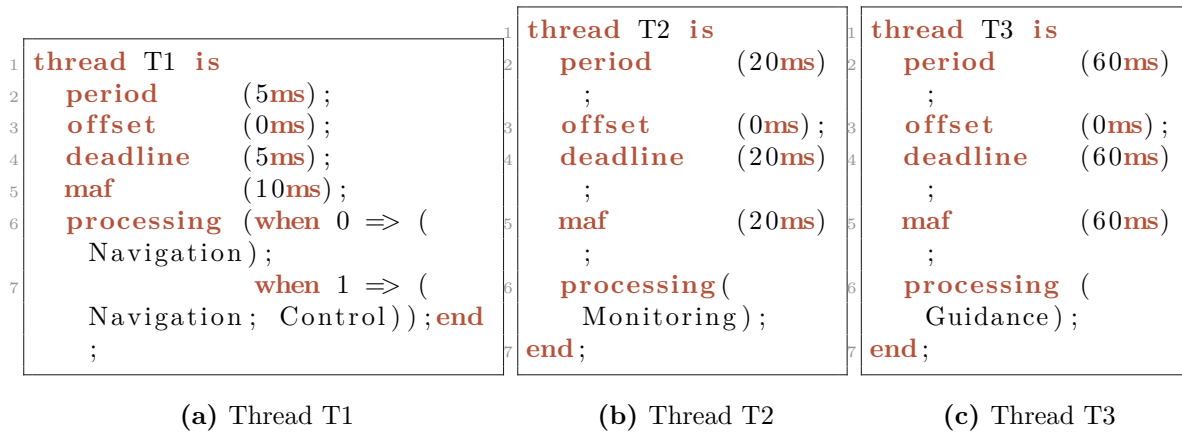 1 thread T1 is
2 period (5ms);
3 offset (0ms);
4 deadline (5ms);
5 maf (10ms);
6 processing (when 0 => (
Navigation);
7 when 1 => (
Navigation; Control));end
;
(a) Thread T1
1 thread T2 is
2 period (20ms)
;
3 offset (0ms);
4 deadline (20ms)
;
5 maf (20ms)
;
6 processing(
Monitoring);
7 end;
(b) Thread T2
1 thread T3 is
2 period (60ms)
;
3 offset (0ms);
4 deadline (60ms)
;
5 maf (60ms)
;
6 processing (
Guidance);
7 end;
(c) Thread T3